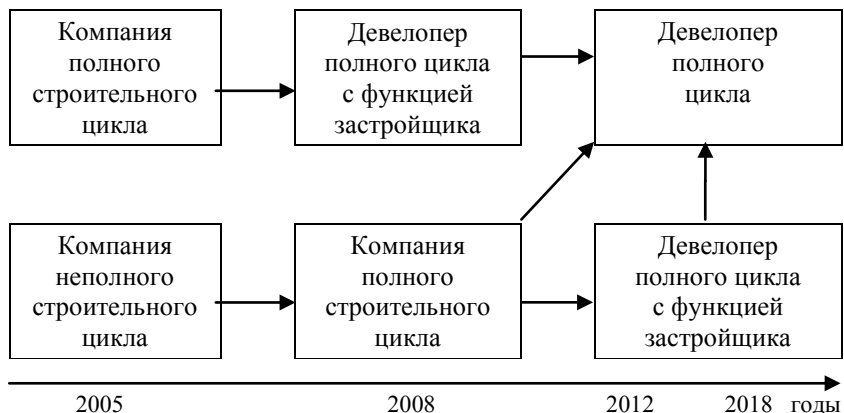 Компания
полного
строительного
цикла
Девелопер
полного цикла
с функцией
застройщика
Девелопер
полного
цикла
Компания
неполного
строительного
цикла
Компания
полного
строительного
цикла
Девелопер
полного цикла
с функцией
застройщика
2005 2008 2012 2018 годы